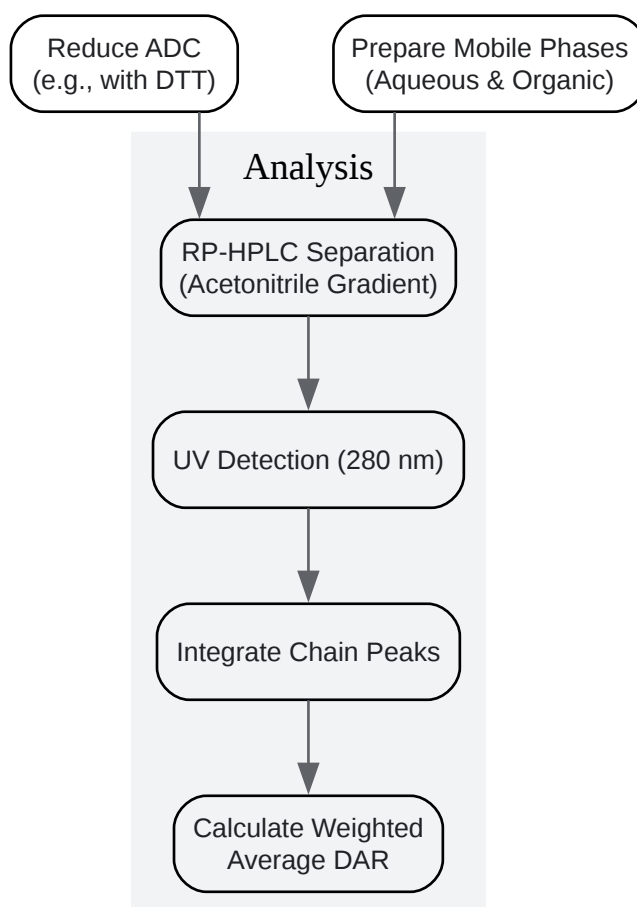 Reduce ADC
(e.g., with DTT)
Prepare Mobile Phases
(Aqueous & Organic)
Analysis
RP-HPLC Separation
(Acetonitrile Gradient)
UV Detection (280 nm)
Integrate Chain Peaks
Calculate Weighted
Average DAR